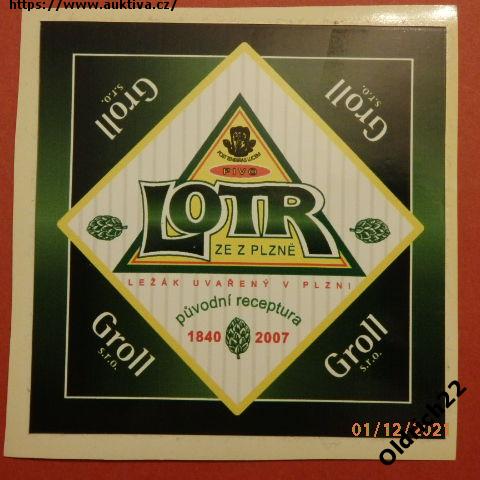 https://www.auktiva.cz/
Groll
s.r.o.
Groll
s.r.o.
PIVO
LOTR
ZE Z PLZNĚ
LEŽÁK UVAŘENÝ V PLZNI
původní receptura
1840 2007
Groll
s.r.o.
Groll
s.r.o.
01/12/2021
Oldrich22